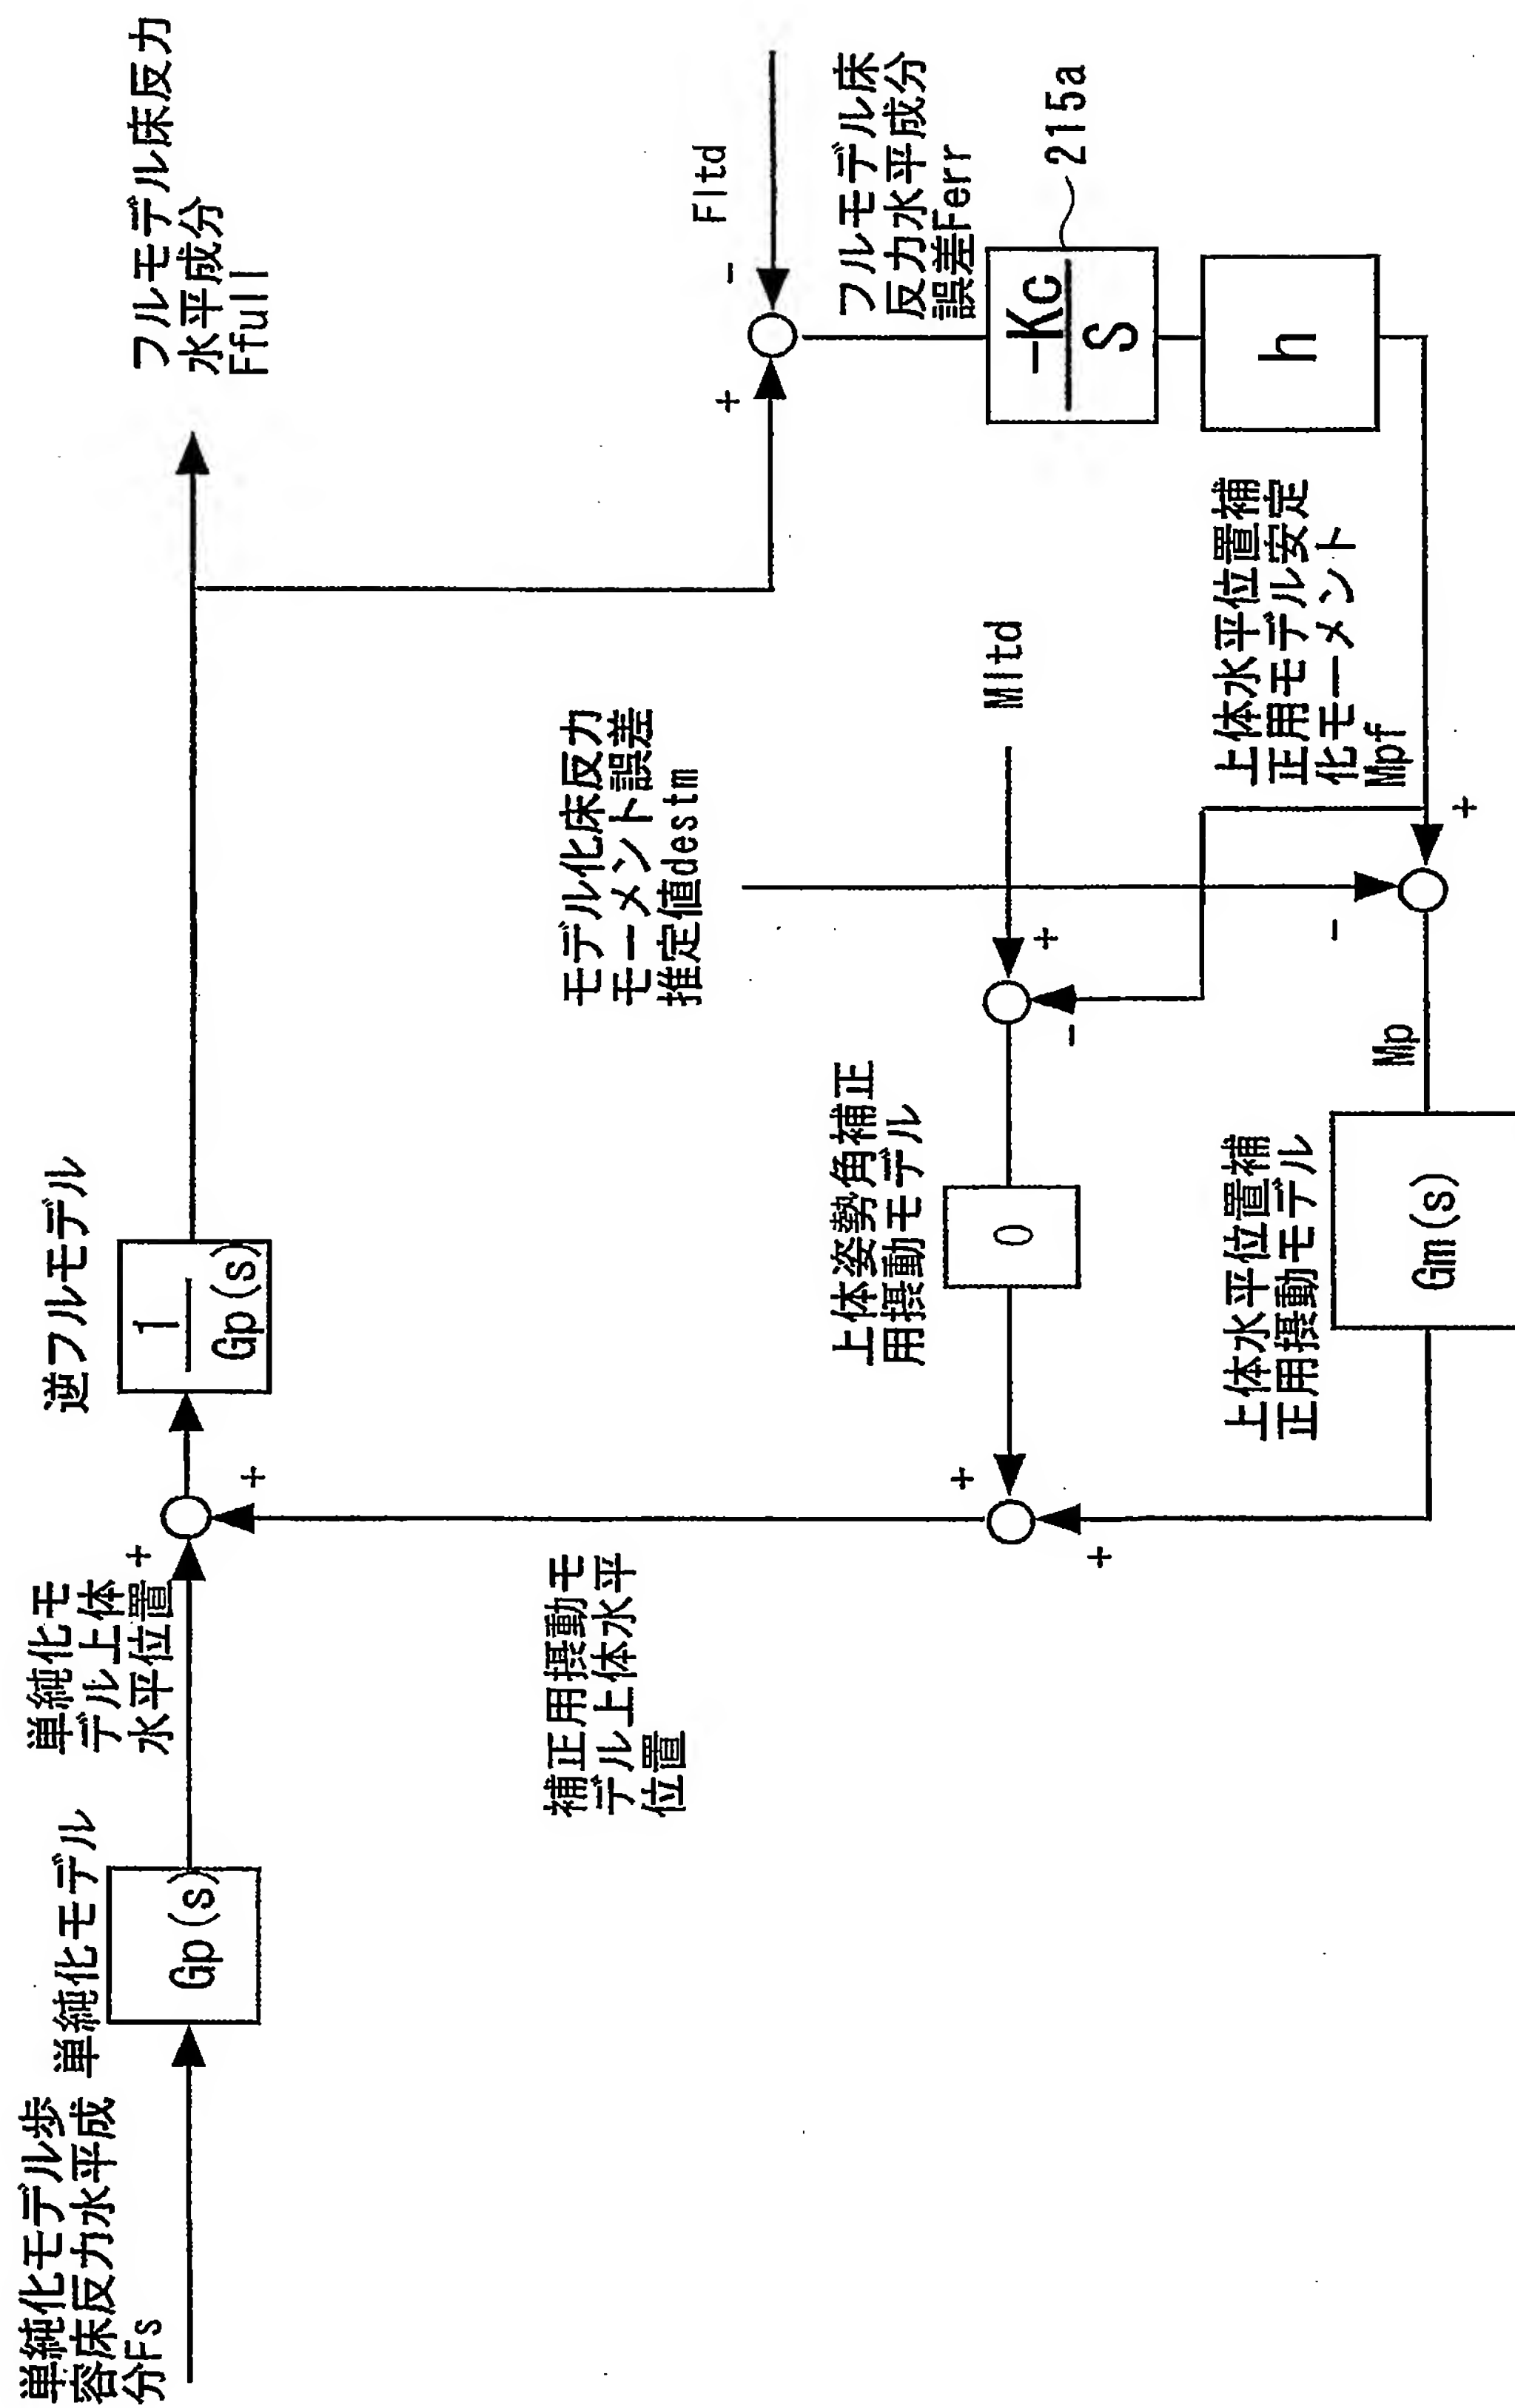 単純化モデル歩
容床反力水平成
分Fs
単純化モデル
Gp(s)
単純化モ
デル上体
水平位置
+
+
逆フルモデル
1
Gp(s)
フルモデル床反力
水平成分
Ffull
補正用摂動モ
デル上体水平
位置
モデル化床反力
モーメント誤差
推定値destm
Fltd
-
+
フルモデル床
反力水平成分
誤差Ferr
-Kc
S
215a
h
Mltd
+
-
上体姿勢角補正
用摂動モデル
0
+
+
上体水平位置補
正用モデル安定
化モーメント
Mpf
+
-
Mp
上体水平位置補
正用摂動モデル
Gm(s)